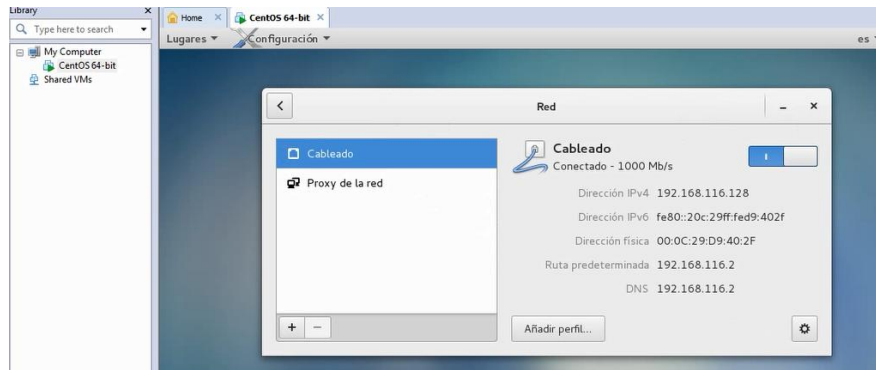 Library
Type here to search
My Computer
CentOS 64-bit
Shared VMs
Home
CentOS 64-bit
Lugares
Configuración
es
Red
Cableado
Proxy de la red
Cableado
Conectado - 1000 Mb/s
Dirección IPv4 192.168.116.128
Dirección IPv6 fe80::20c:29ff:fed9:402f
Dirección física 00:0C:29:D9:40:2F
Ruta predeterminada 192.168.116.2
DNS 192.168.116.2
Añadir perfil...